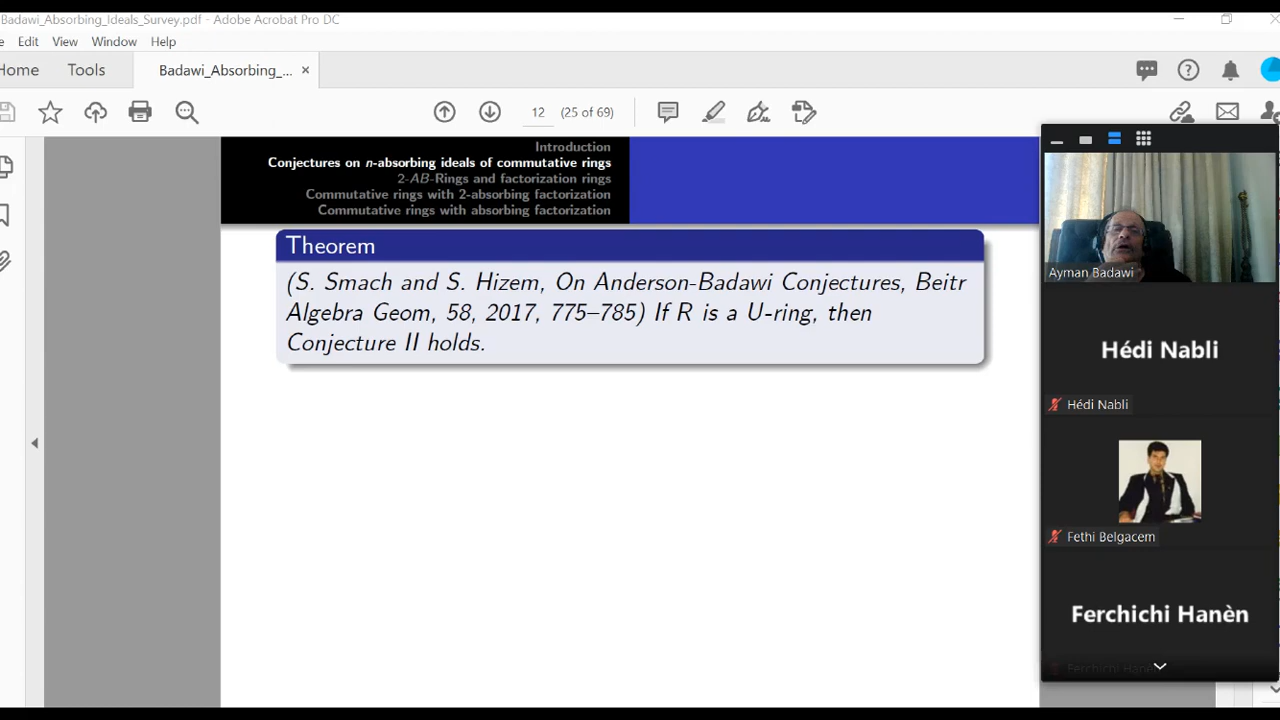 Badawi_Absorbing_Ideals_Survey.pdf - Adobe Acrobat Pro DC
Edit View Window Help
Home Tools Badawi_Absorbing_... ×
12 (25 of 69)
Introduction
Conjectures on n-absorbing ideals of commutative rings
2-AB-Rings and factorization rings
Commutative rings with 2-absorbing factorization
Commutative rings with absorbing factorization
Theorem
(S. Smach and S. Hizem, On Anderson-Badawi Conjectures, Beitr
Algebra Geom, 58, 2017, 775–785) If R is a U-ring, then
Conjecture II holds.
Ayman Badawi
Hédi Nabli
Hédi Nabli
Fethi Belgacem
Ferchichi Hanèn